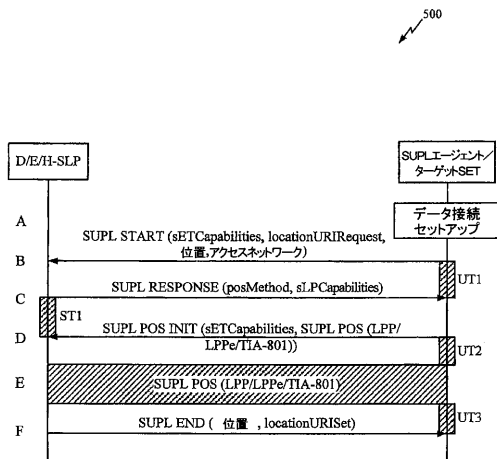 500
D/E/H-SLP
SUPLエージェント/
ターゲットSET
データ接続
セットアップ
A
SUPL START (sETCapabilities, locationURIRequest,
位置,アクセスネットワーク)
B
SUPL RESPONSE (posMethod, sLPCapabilities)
UT1
C
ST1
SUPL POS INIT (sETCapabilities, SUPL POS (LPP/
LPPe/TIA-801))
D
UT2
E
SUPL POS (LPP/LPPe/TIA-801)
SUPL END ( 位置 , locationURISet)
UT3
F